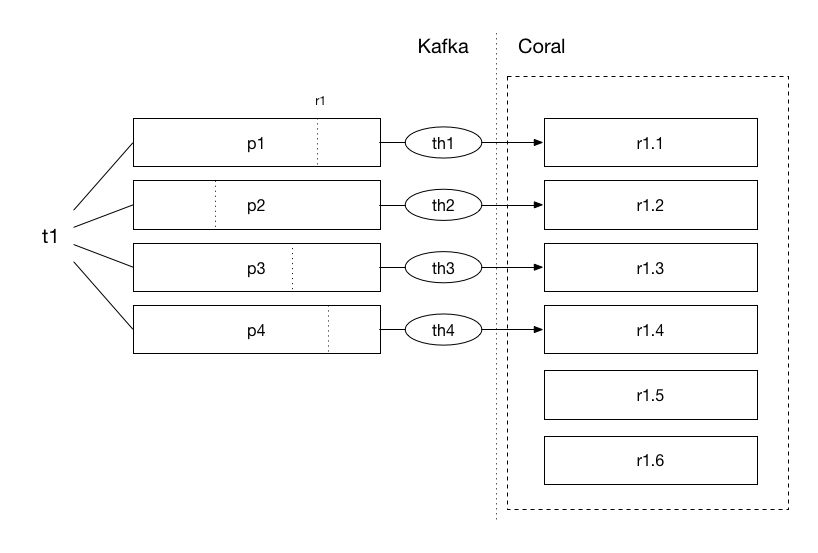 Kafka
Coral
r1
p1
th1
r1.1
p2
th2
r1.2
t1
p3
th3
r1.3
p4
th4
r1.4
r1.5
r1.6